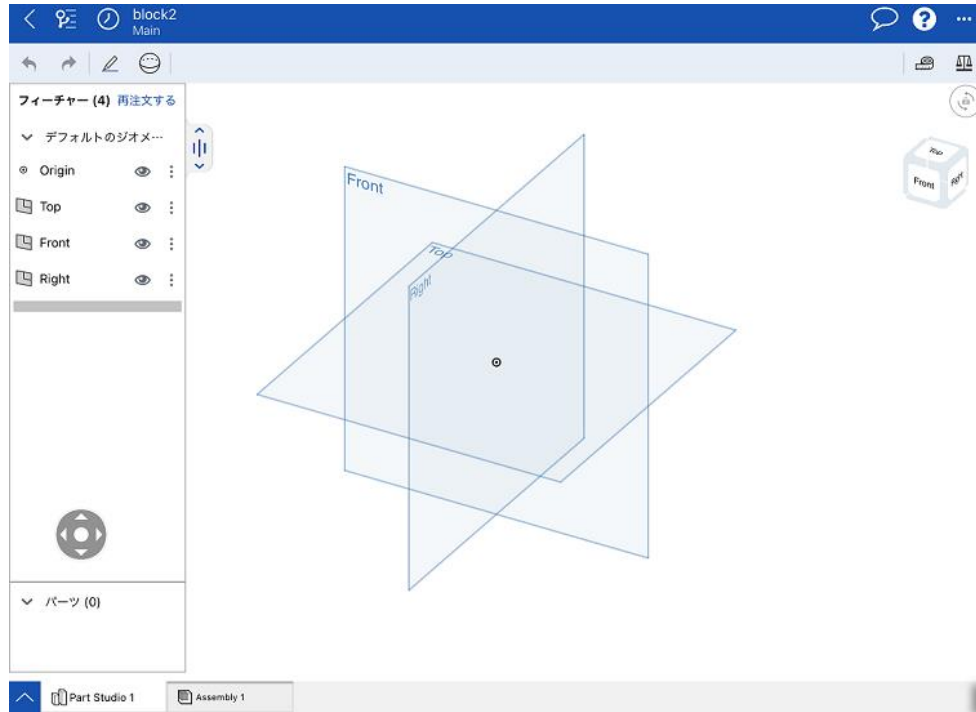 block2
Main
フィーチャー (4) 再注文する
デフォルトのジオメ…
Origin
Top
Front
Right
Front
Top
Right
Top
Front
Right
パーツ (0)
Part Studio 1
Assembly 1